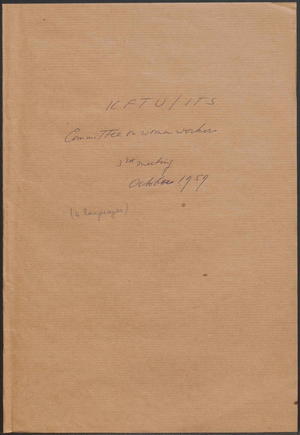 ICFTU/ITS
Committee on women workers
3rd meeting
October 1959
(4 languages)